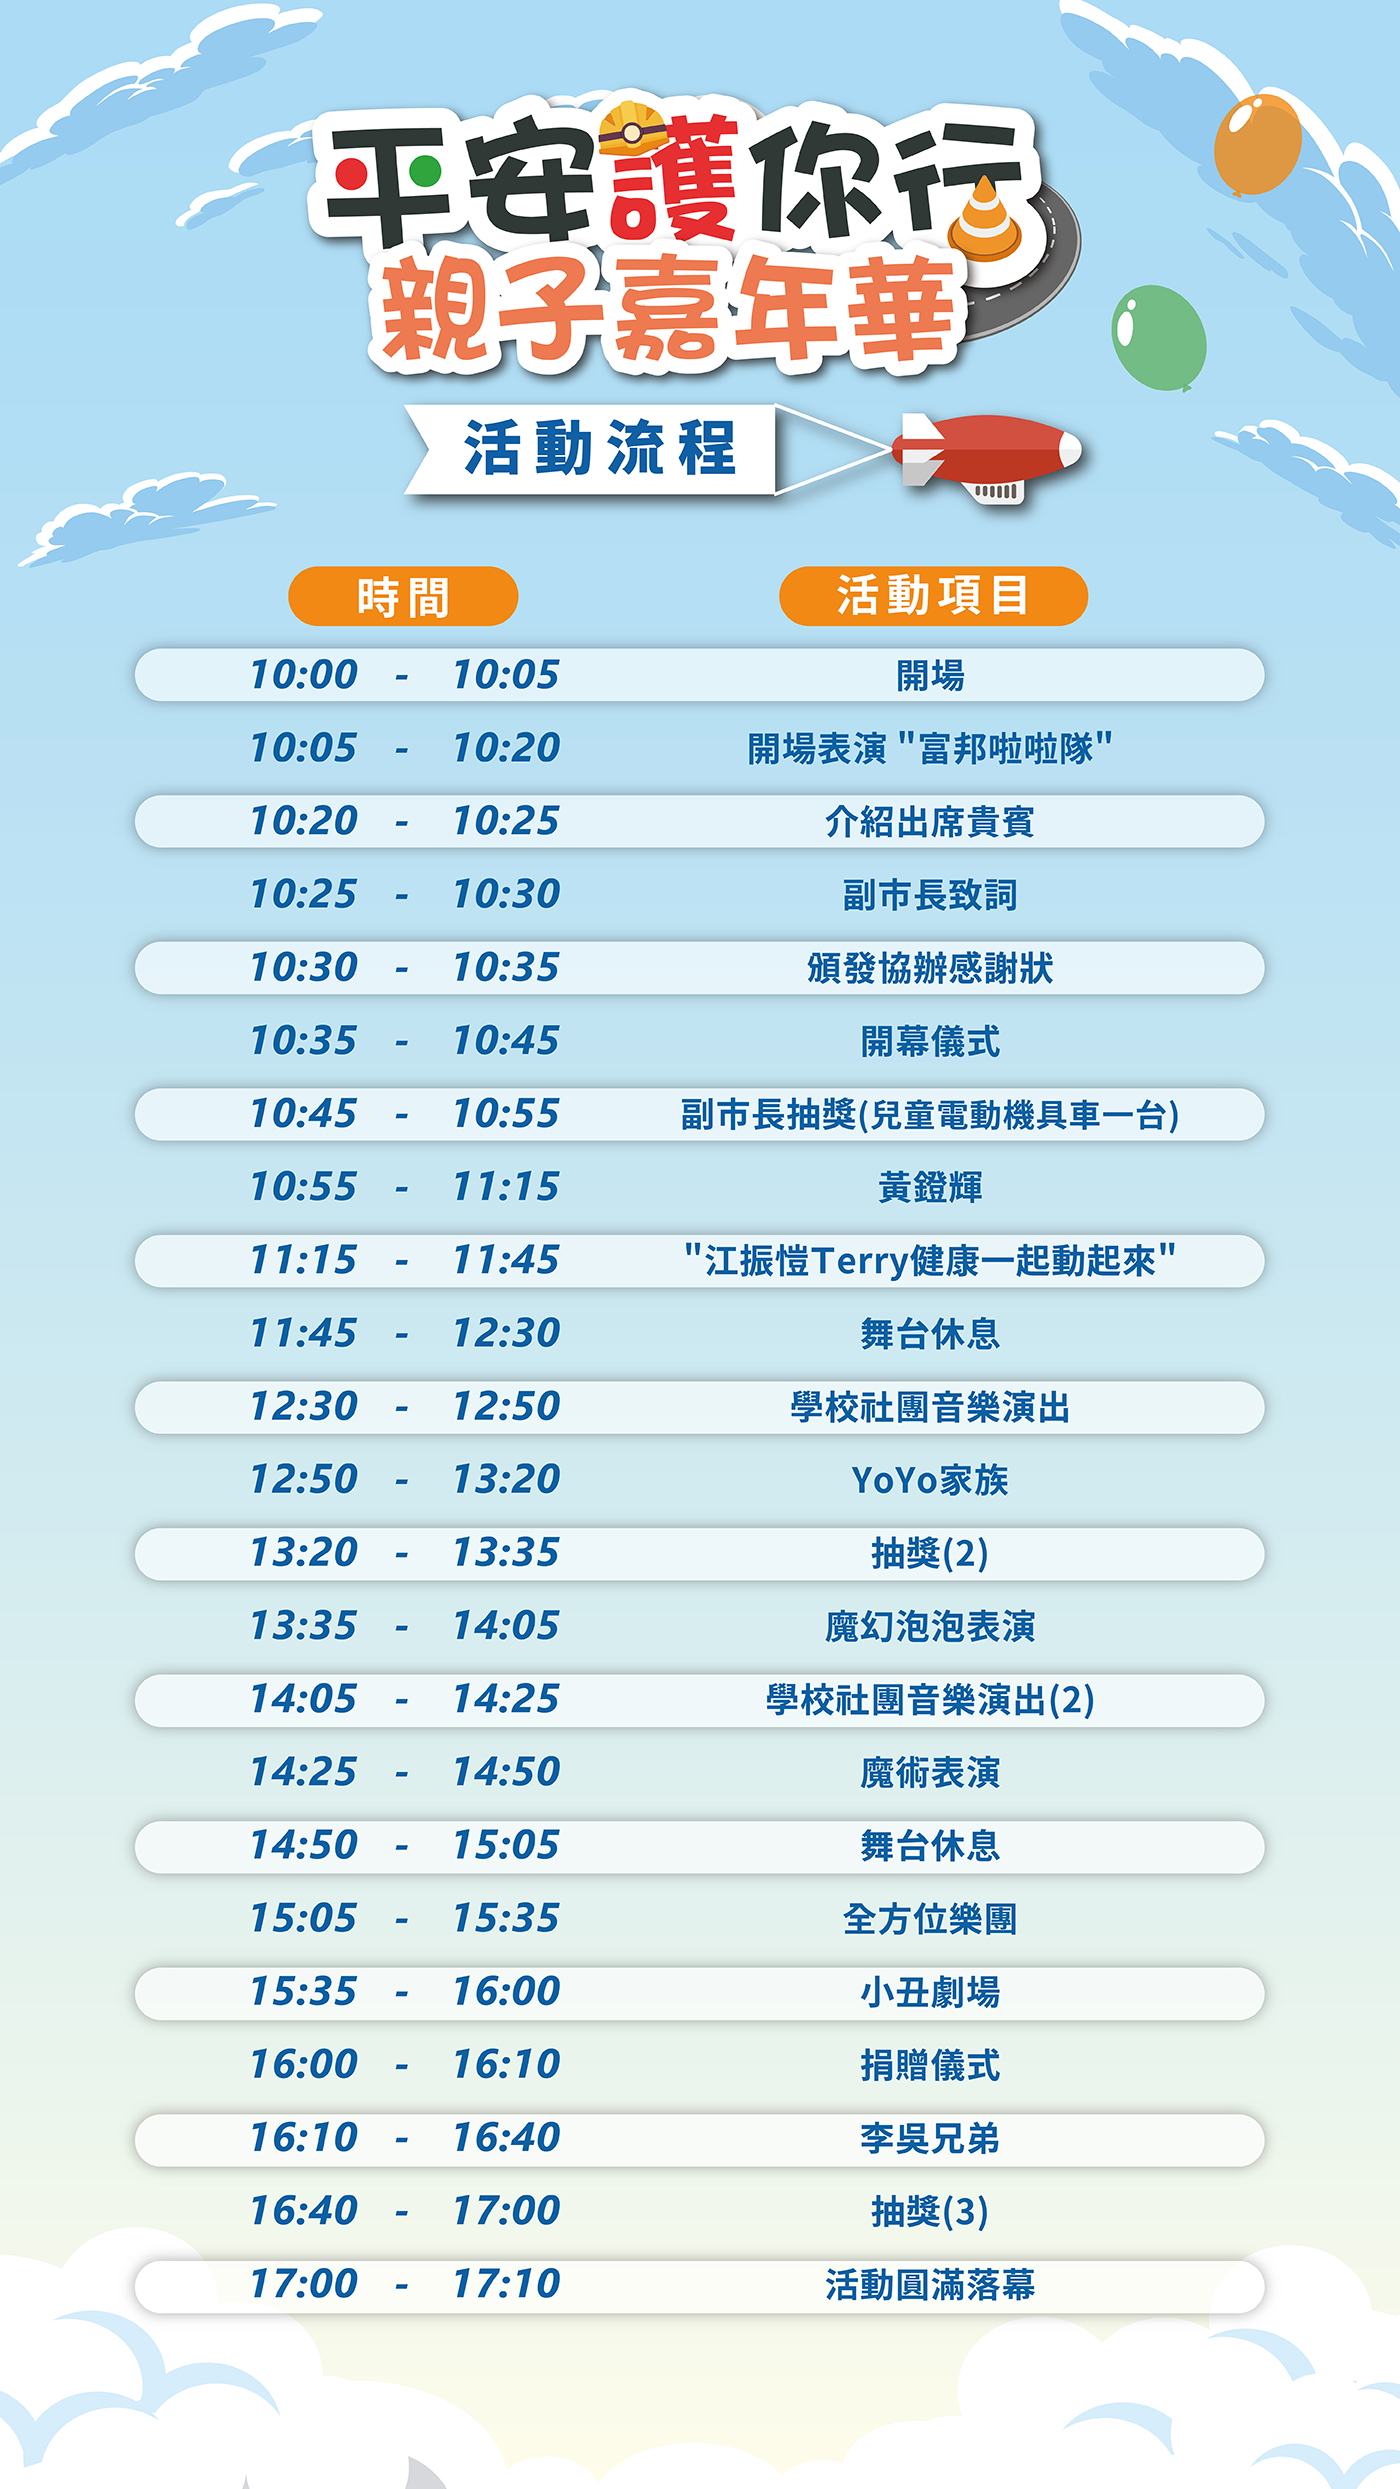 平安護你行
親子嘉年華
活動流程
時間 活動項目
10:00 - 10:05 開場
10:05 - 10:20 開場表演 "富邦啦啦隊"
10:20 - 10:25 介紹出席貴賓
10:25 - 10:30 副市長致詞
10:30 - 10:35 頒發協辦感謝狀
10:35 - 10:45 開幕儀式
10:45 - 10:55 副市長抽獎(兒童電動機具車一台)
10:55 - 11:15 黃鐙輝
11:15 - 11:45 "江振愷Terry健康一起動起來"
11:45 - 12:30 舞台休息
12:30 - 12:50 學校社團音樂演出
12:50 - 13:20 YoYo家族
13:20 - 13:35 抽獎(2)
13:35 - 14:05 魔幻泡泡表演
14:05 - 14:25 學校社團音樂演出(2)
14:25 - 14:50 魔術表演
14:50 - 15:05 舞台休息
15:05 - 15:35 全方位樂團
15:35 - 16:00 小丑劇場
16:00 - 16:10 捐贈儀式
16:10 - 16:40 李吳兄弟
16:40 - 17:00 抽獎(3)
17:00 - 17:10 活動圓滿落幕